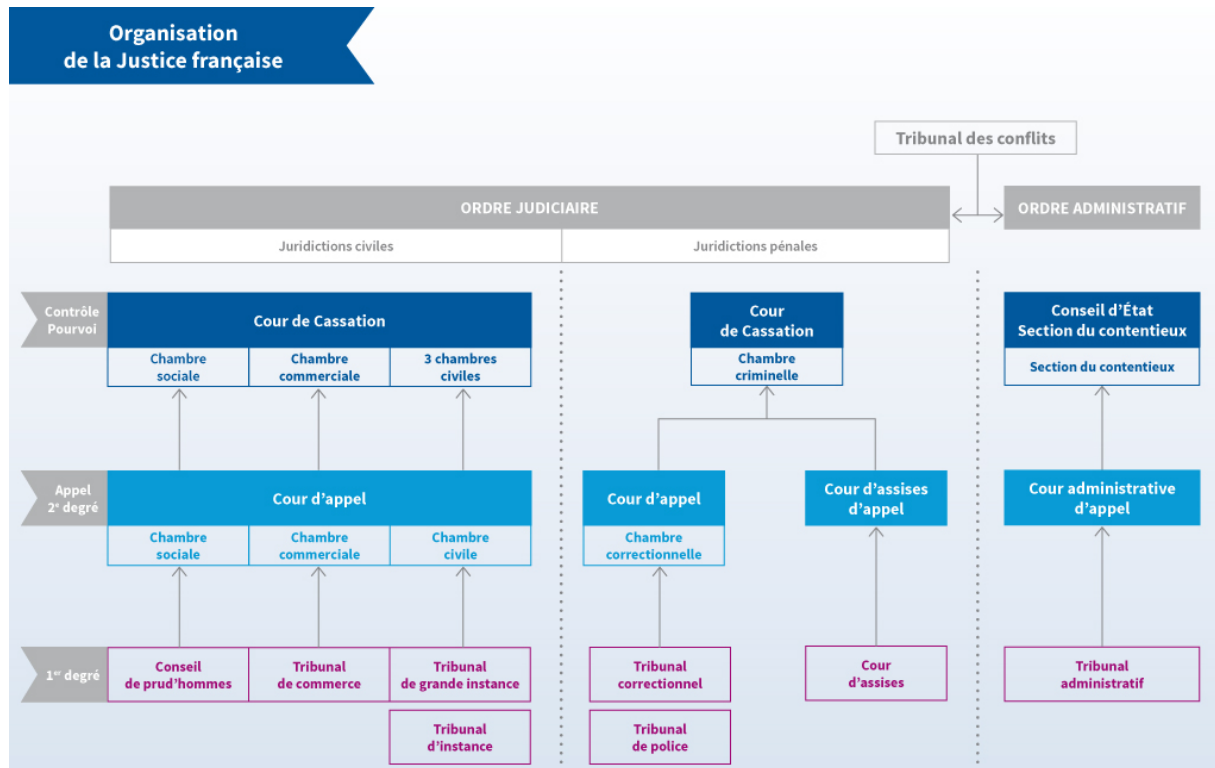 Organisation
de la Justice française
Tribunal des conflits
ORDRE JUDICIAIRE
ORDRE ADMINISTRATIF
Juridictions civiles
Juridictions pénales
Contrôle
Pourvoi
Cour de Cassation
Chambre
sociale
Chambre
commerciale
3 chambres
civiles
Cour
de Cassation
Chambre
criminelle
Conseil d'État
Section du contentieux
Section du contentieux
Appel
2e degré
Cour d'appel
Chambre
sociale
Chambre
commerciale
Chambre
civile
Cour d'appel
Chambre
correctionnelle
Cour d'assises
d'appel
Cour administrative
d'appel
1er degré
Conseil
de prud'hommes
Tribunal
de commerce
Tribunal
de grande instance
Tribunal
d'instance
Tribunal
correctionnel
Tribunal
de police
Cour
d'assises
Tribunal
administratif